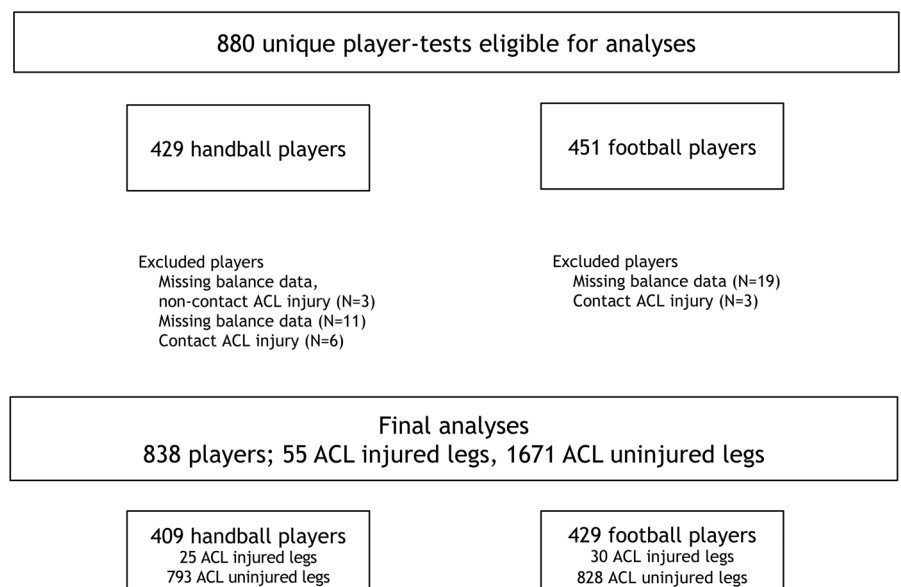 880 unique player-tests eligible for analyses
429 handball players
451 football players
Excluded players
Missing balance data,
non-contact ACL injury (N=3)
Missing balance data (N=11)
Contact ACL injury (N=6)
Excluded players
Missing balance data (N=19)
Contact ACL injury (N=3)
Final analyses
838 players; 55 ACL injured legs, 1671 ACL uninjured legs
409 handball players
25 ACL injured legs
793 ACL uninjured legs
429 football players
30 ACL injured legs
828 ACL uninjured legs